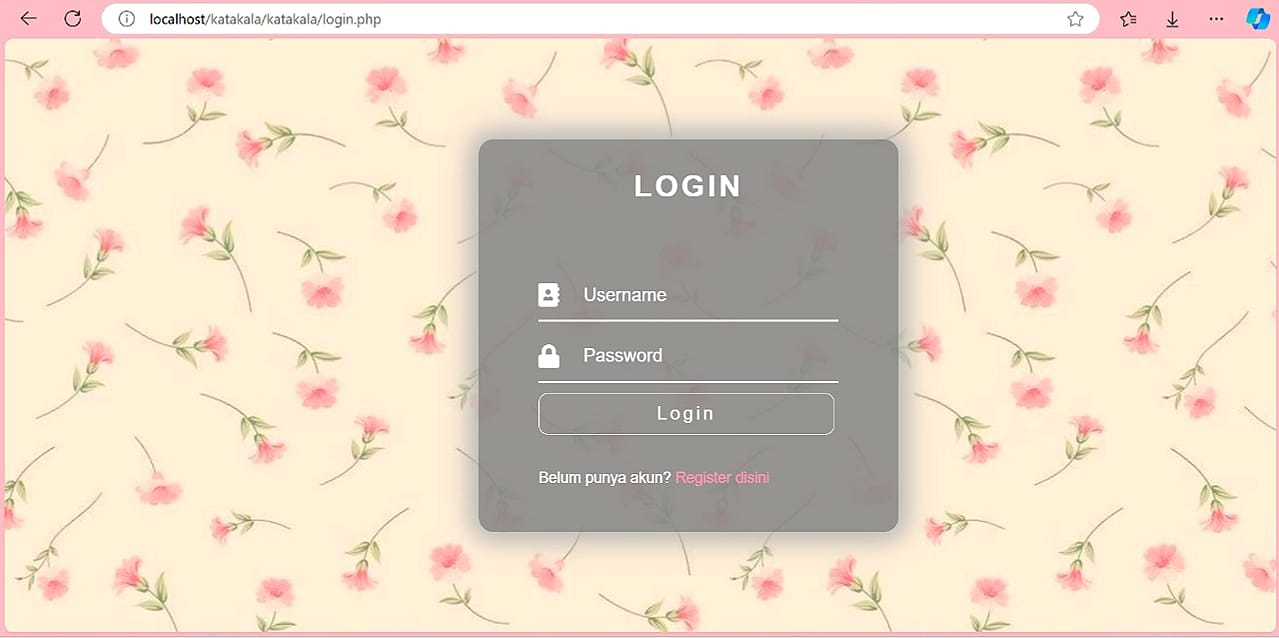 localhost/katakala/katakala/login.php
LOGIN
Username
Password
Login
Belum punya akun? Register disini